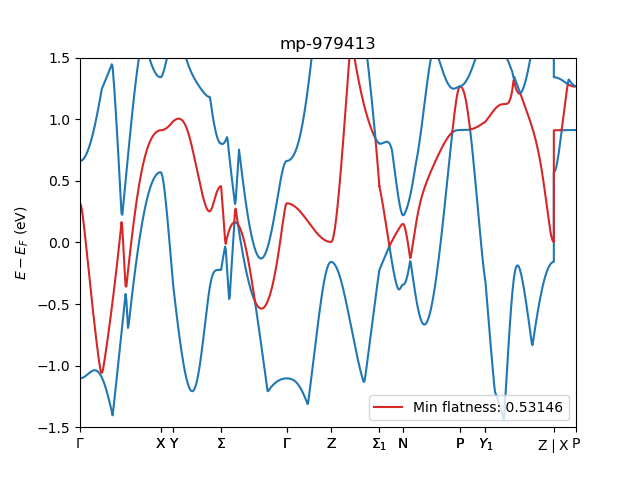 mp-979413
E − E_F (eV)
1.5
1.0
0.5
0.0
−0.5
−1.0
−1.5
Min flatness: 0.53146
Γ X Y Σ Γ Z Σ₁ N P Y₁ Z | X P